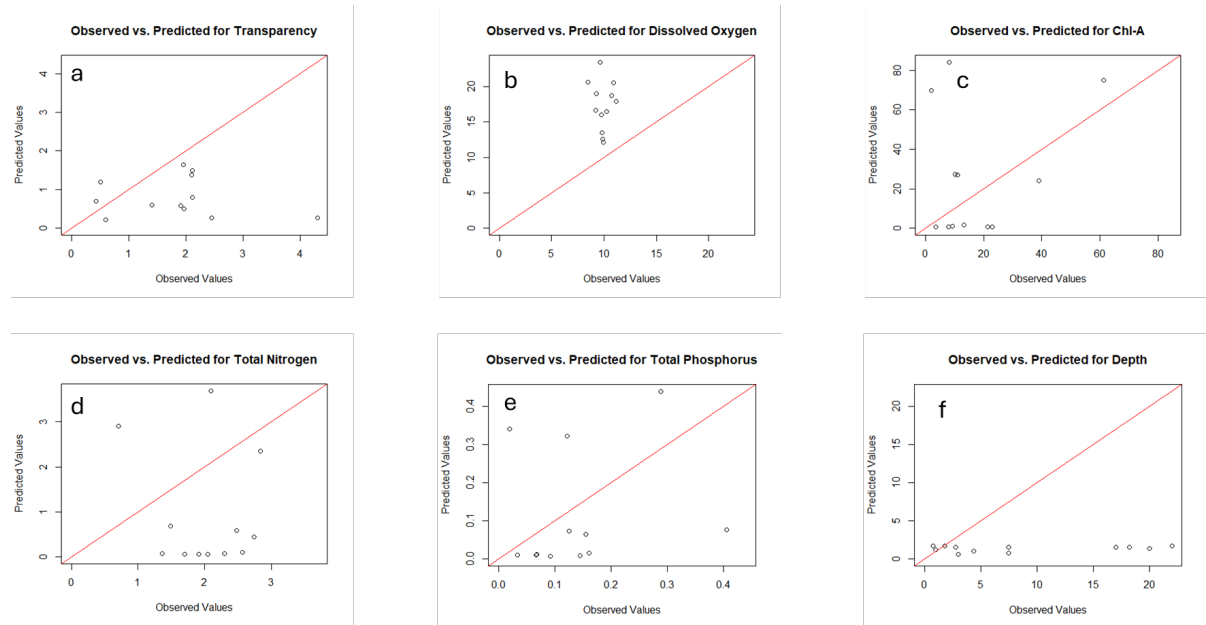 Observed vs. Predicted for Transparency
a
Predicted Values
4
3
2
1
0
0 1 2 3 4
Observed Values
Observed vs. Predicted for Dissolved Oxygen
b
Predicted Values
20
15
10
5
0
0 5 10 15 20
Observed Values
Observed vs. Predicted for Chl-A
c
Predicted Values
80
60
40
20
0
0 20 40 60 80
Observed Values
Observed vs. Predicted for Total Nitrogen
d
Predicted Values
3
2
1
0
0 1 2 3
Observed Values
Observed vs. Predicted for Total Phosphorus
e
Predicted Values
0.4
0.3
0.2
0.1
0.0
0.0 0.1 0.2 0.3 0.4
Observed Values
Observed vs. Predicted for Depth
f
Predicted Values
20
15
10
5
0
0 5 10 15 20
Observed Values